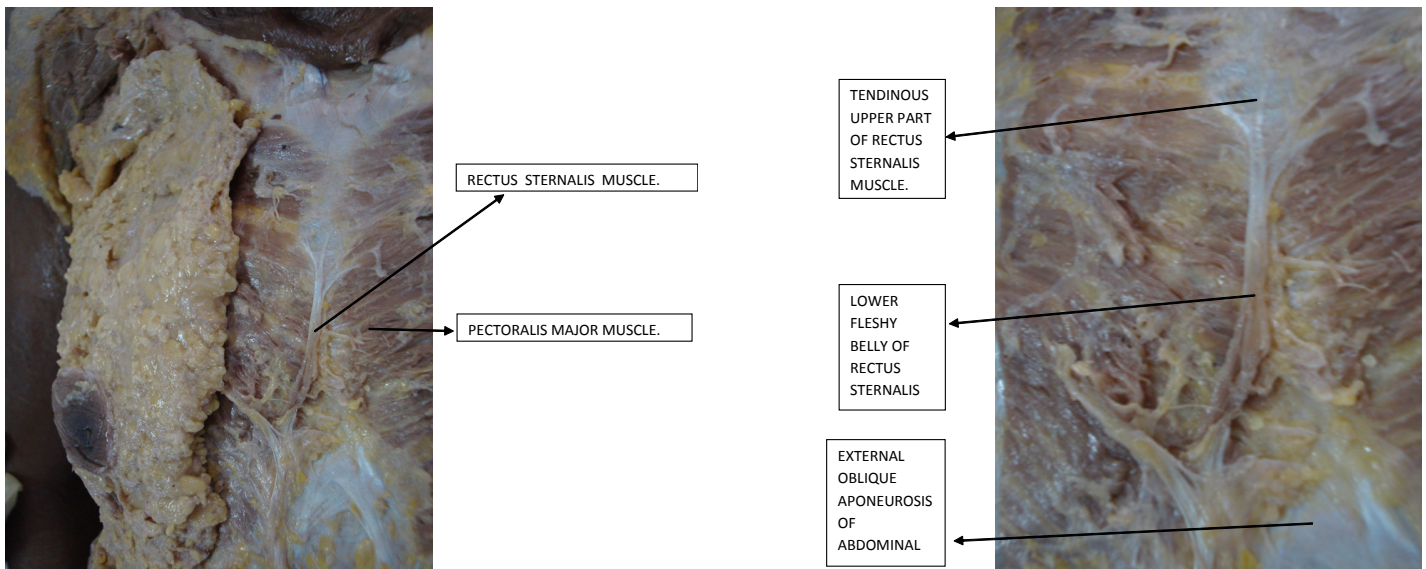 RECTUS STERNALIS MUSCLE.
PECTORALIS MAJOR MUSCLE.
TENDINOUS
UPPER PART
OF RECTUS
STERNALIS
MUSCLE.
LOWER
FLESHY
BELLY OF
RECTUS
STERNALIS
EXTERNAL
OBLIQUE
APONEUROSIS
OF
ABDOMINAL